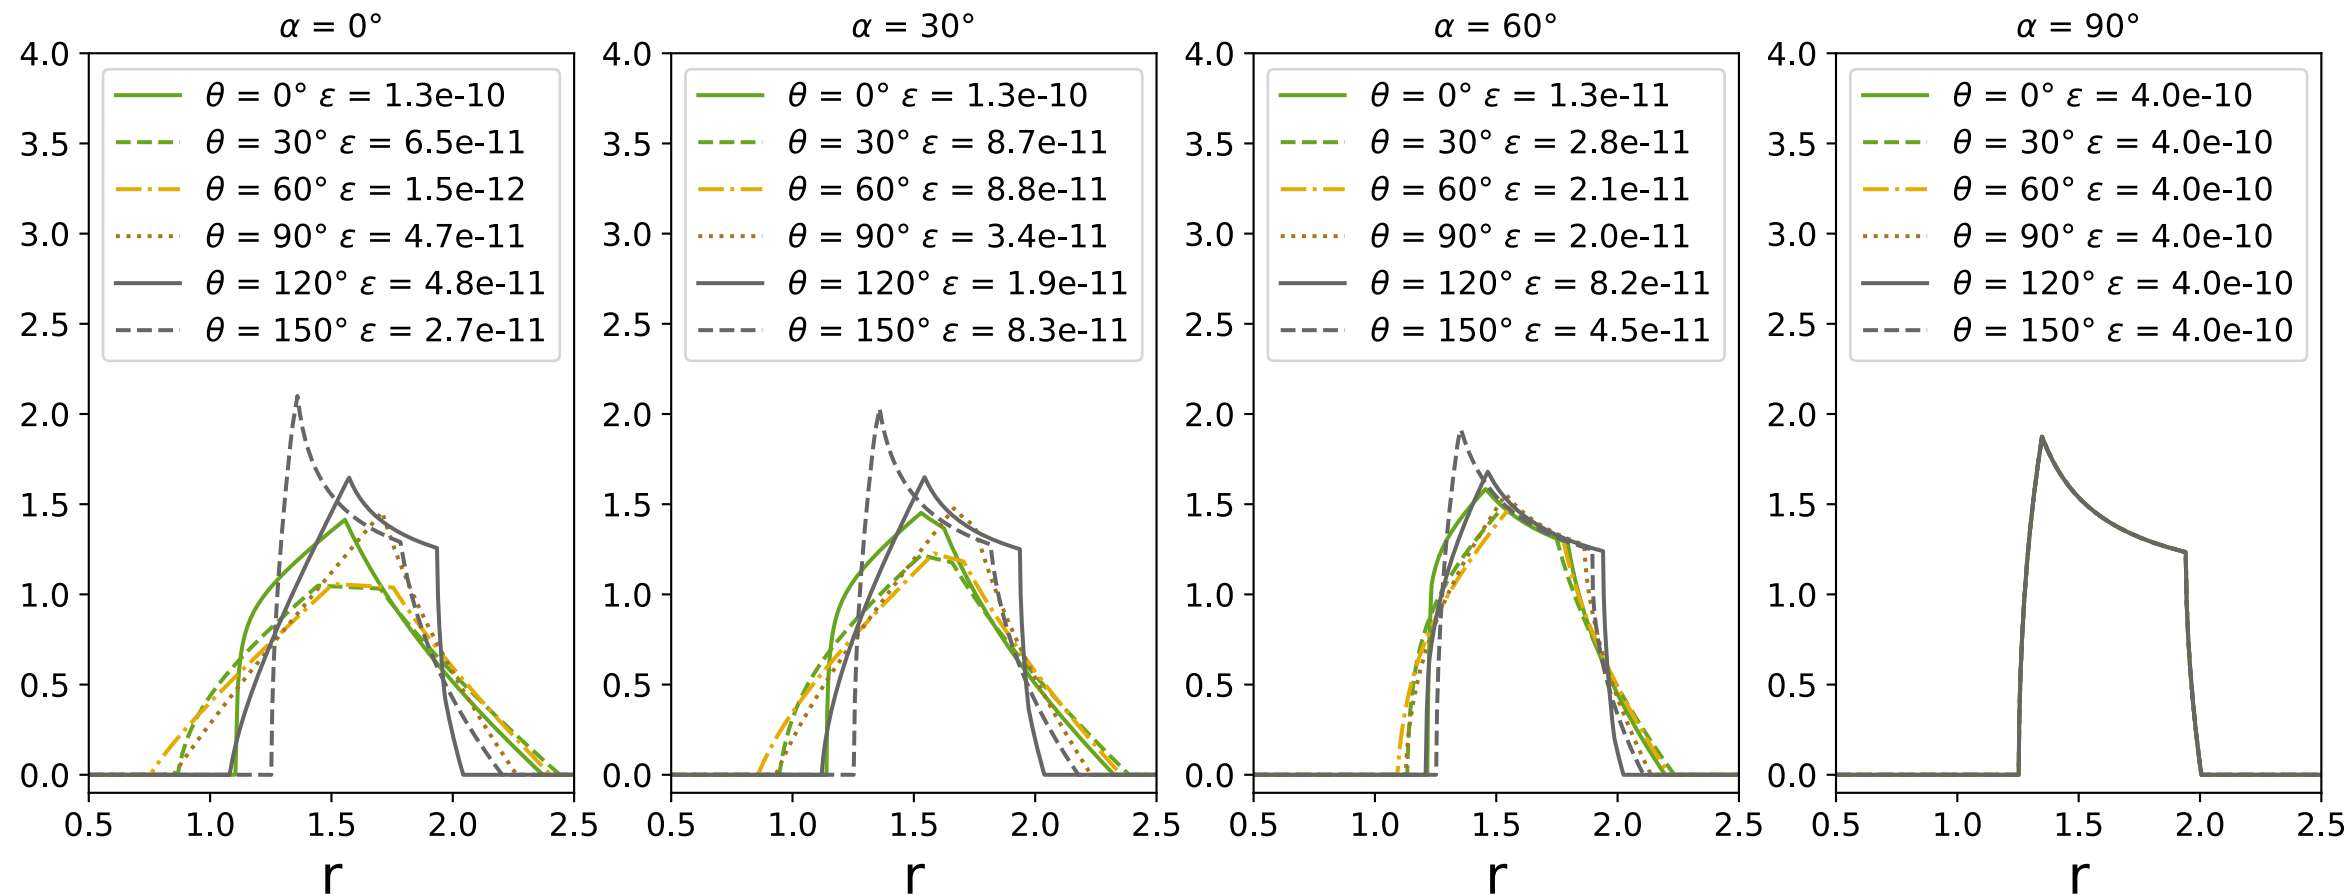 α = 0°
4.0
3.5
3.0
2.5
2.0
1.5
1.0
0.5
0.0
θ = 0° ε = 1.3e-10
θ = 30° ε = 6.5e-11
θ = 60° ε = 1.5e-12
θ = 90° ε = 4.7e-11
θ = 120° ε = 4.8e-11
θ = 150° ε = 2.7e-11
0.5 1.0 1.5 2.0 2.5
r
α = 30°
4.0
3.5
3.0
2.5
2.0
1.5
1.0
0.5
0.0
θ = 0° ε = 1.3e-10
θ = 30° ε = 8.7e-11
θ = 60° ε = 8.8e-11
θ = 90° ε = 3.4e-11
θ = 120° ε = 1.9e-11
θ = 150° ε = 8.3e-11
0.5 1.0 1.5 2.0 2.5
r
α = 60°
4.0
3.5
3.0
2.5
2.0
1.5
1.0
0.5
0.0
θ = 0° ε = 1.3e-11
θ = 30° ε = 2.8e-11
θ = 60° ε = 2.1e-11
θ = 90° ε = 2.0e-11
θ = 120° ε = 8.2e-11
θ = 150° ε = 4.5e-11
0.5 1.0 1.5 2.0 2.5
r
α = 90°
4.0
3.5
3.0
2.5
2.0
1.5
1.0
0.5
0.0
θ = 0° ε = 4.0e-10
θ = 30° ε = 4.0e-10
θ = 60° ε = 4.0e-10
θ = 90° ε = 4.0e-10
θ = 120° ε = 4.0e-10
θ = 150° ε = 4.0e-10
0.5 1.0 1.5 2.0 2.5
r